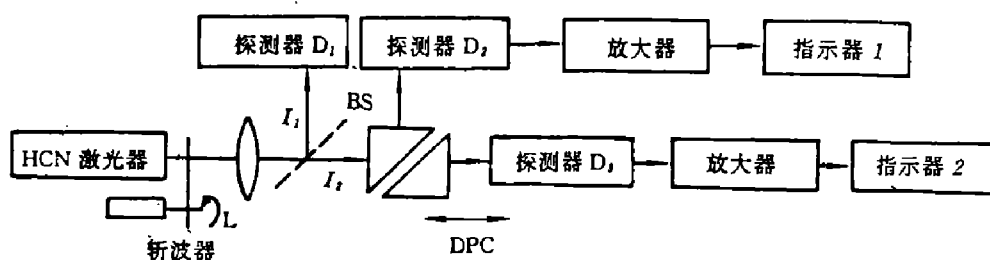 探测器 D₁
探测器 D₂
放大器
指示器 1
BS
I₁
HCN 激光器
I₂
探测器 D₃
放大器
指示器 2
L
DPC
斩波器